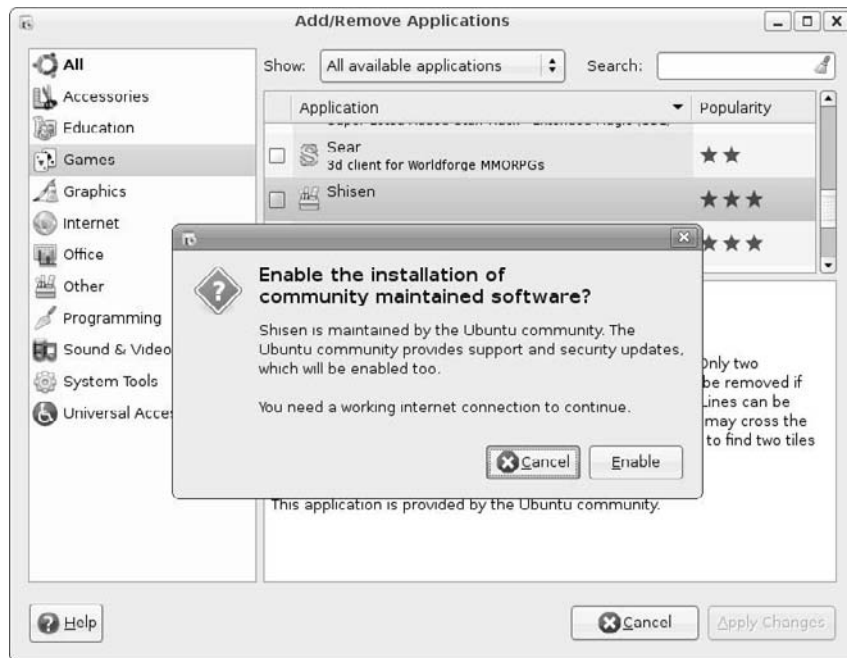 Add/Remove Applications
All
Accessories
Education
Games
Graphics
Internet
Office
Other
Programming
Sound & Video
System Tools
Universal Acce
Show: All available applications Search:
Application Popularity
Sear
3d client for Worldforge MMORPGs
Shisen
Enable the installation of
community maintained software?
Shisen is maintained by the Ubuntu community. The
Ubuntu community provides support and security updates,
which will be enabled too.
You need a working internet connection to continue.
Cancel Enable
Only two
be removed if
Lines can be
may cross the
to find two tiles
This application is provided by the Ubuntu community.
Help Cancel Apply Changes